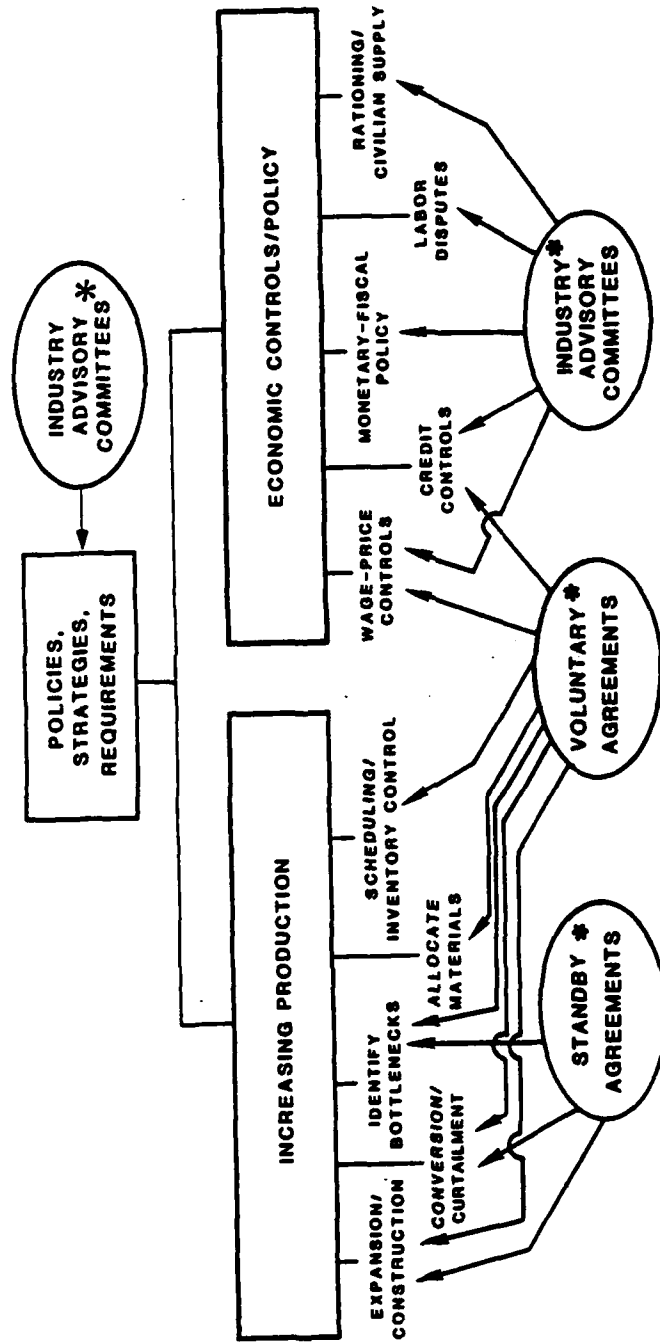 INDUSTRY
ADVISORY *
COMMITTEES
POLICIES,
STRATEGIES,
REQUIREMENTS
INCREASING PRODUCTION
ECONOMIC CONTROLS/POLICY
EXPANSION/
CONSTRUCTION
CONVERSION/
CURTAILMENT
IDENTIFY
BOTTLENECKS
ALLOCATE
MATERIALS
SCHEDULING/
INVENTORY CONTROL
WAGE-PRICE
CONTROLS
CREDIT
CONTROLS
MONETARY-FISCAL
POLICY
LABOR
DISPUTES
RATIONING/
CIVILIAN SUPPLY
STANDBY *
AGREEMENTS
VOLUNTARY *
AGREEMENTS
INDUSTRY *
ADVISORY
COMMITTEES